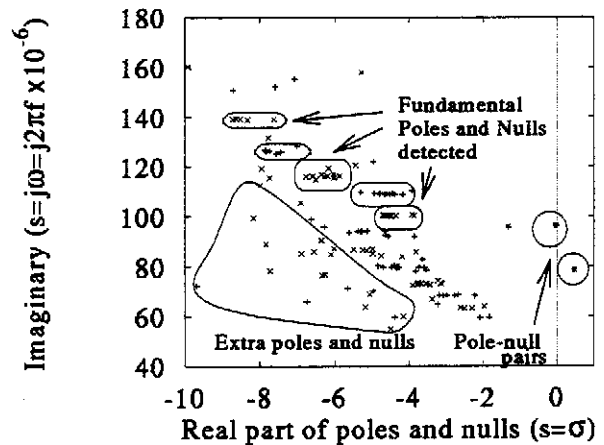 Imaginary (s=jω=j2πf x10^-6)
180
160
140
120
100
80
60
40
Fundamental
Poles and Nulls
detected
Extra poles and nulls
Pole-null
pairs
-10 -8 -6 -4 -2 0
Real part of poles and nulls (s=σ)